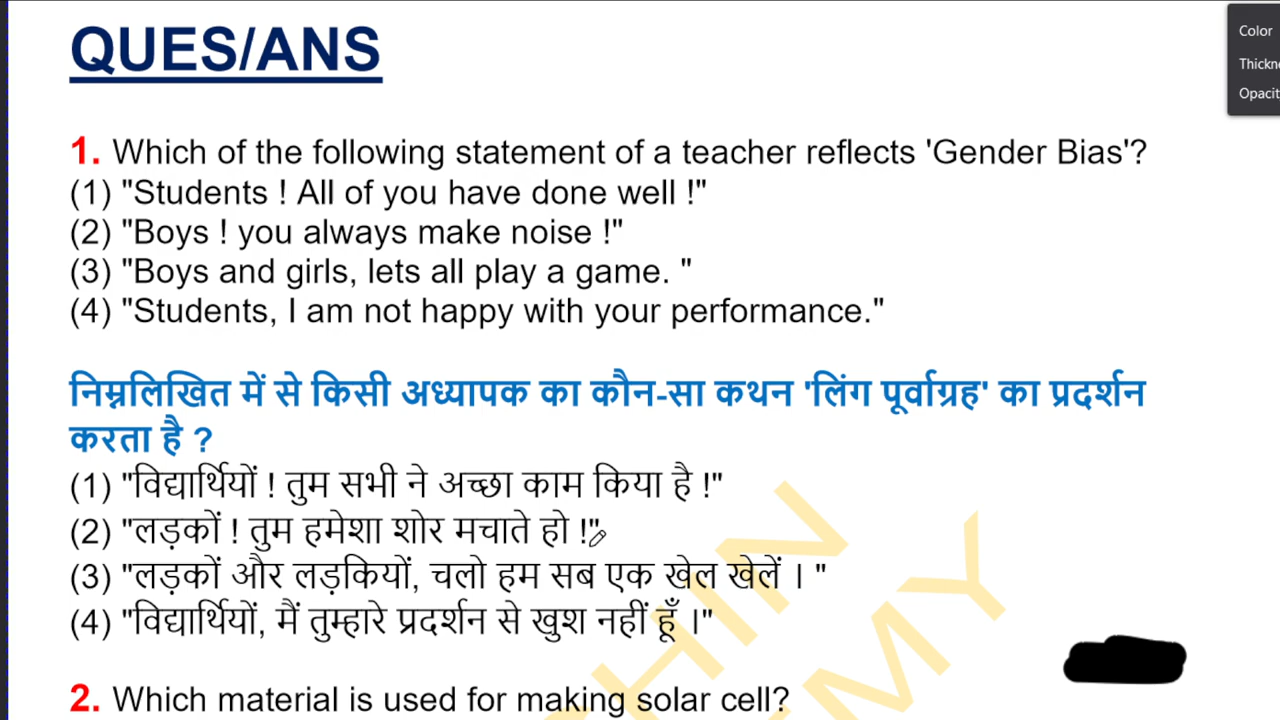 QUES/ANS
Color
Thickne
Opacit
1. Which of the following statement of a teacher reflects 'Gender Bias'?
(1) "Students ! All of you have done well !"
(2) "Boys ! you always make noise !"
(3) "Boys and girls, lets all play a game. "
(4) "Students, I am not happy with your performance."
निम्नलिखित में से किसी अध्यापक का कौन-सा कथन 'लिंग पूर्वाग्रह' का प्रदर्शन
करता है ?
(1) "विद्यार्थियों ! तुम सभी ने अच्छा काम किया है !"
(2) "लड़कों ! तुम हमेशा शोर मचाते हो !"
(3) "लड़कों और लड़कियों, चलो हम सब एक खेल खेलें । "
(4) "विद्यार्थियों, मैं तुम्हारे प्रदर्शन से खुश नहीं हूँ ।"
2. Which material is used for making solar cell?